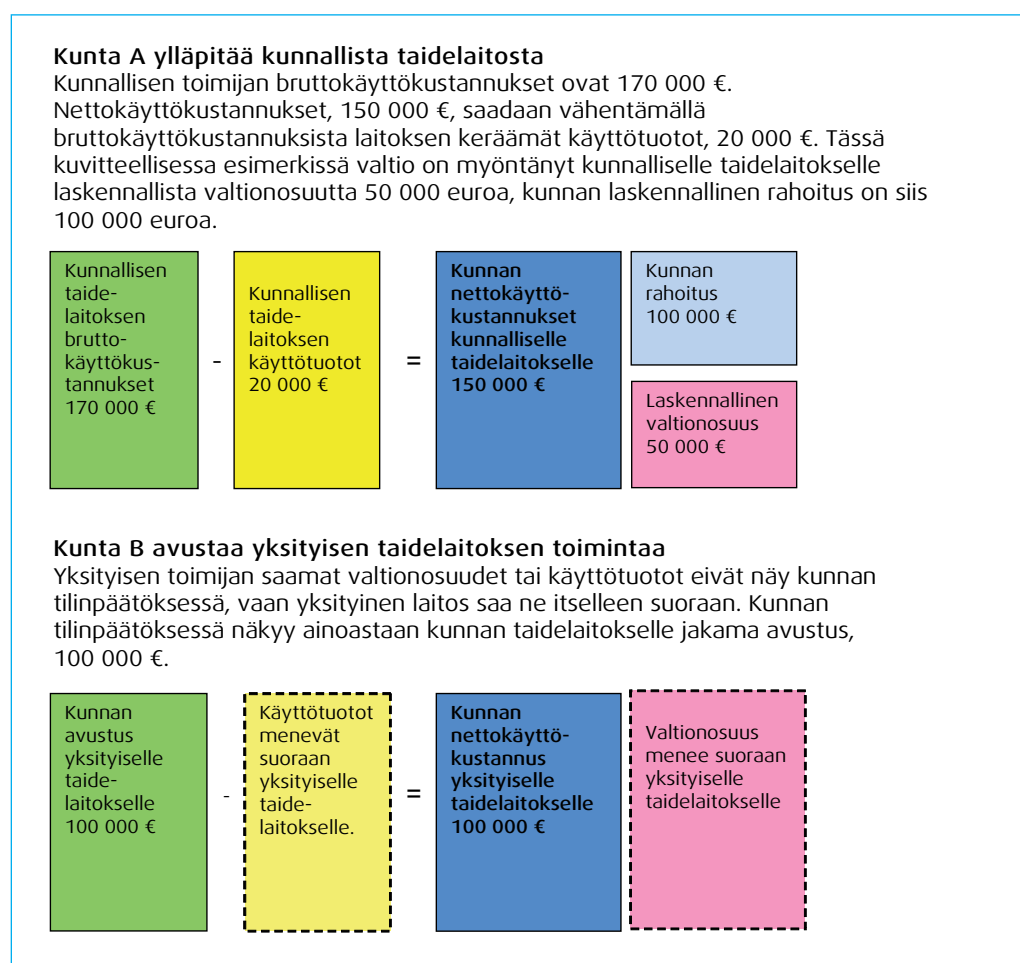 Kunta A ylläpitää kunnallista taidelaitosta
Kunnallisen toimijan bruttokäyttökustannukset ovat 170 000 €.
Nettokäyttökustannukset, 150 000 €, saadaan vähentämällä
bruttokäyttökustannuksista laitoksen keräämät käyttötuotot, 20 000 €. Tässä
kuvitteellisessa esimerkissä valtio on myöntänyt kunnalliselle taidelaitokselle
laskennallista valtionosuutta 50 000 euroa, kunnan laskennallinen rahoitus on siis
100 000 euroa.
Kunnallisen
taide-
laitoksen
brutto-
käyttökus-
tannukset
170 000 €
-
Kunnallisen
taide-
laitoksen
käyttötuotot
20 000 €
=
Kunnan
nettokäyttö-
kustannukset
kunnalliselle
taidelaitokselle
150 000 €
Kunnan
rahoitus
100 000 €
Laskennallinen
valtionosuus
50 000 €
Kunta B avustaa yksityisen taidelaitoksen toimintaa
Yksityisen toimijan saamat valtionosuudet tai käyttötuotot eivät näy kunnan
tilinpäätöksessä, vaan yksityinen laitos saa ne itselleen suoraan. Kunnan
tilinpäätöksessä näkyy ainoastaan kunnan taidelaitokselle jakama avustus,
100 000 €.
Kunnan
avustus
yksityiselle
taide-
laitokselle
100 000 €
-
Käyttötuotot
menevät
suoraan
yksityiselle
taide-
laitokselle.
=
Kunnan
nettokäyttö-
kustannus
yksityiselle
taidelaitokselle
100 000 €
Valtionosuus
menee suoraan
yksityiselle
taidelaitokselle